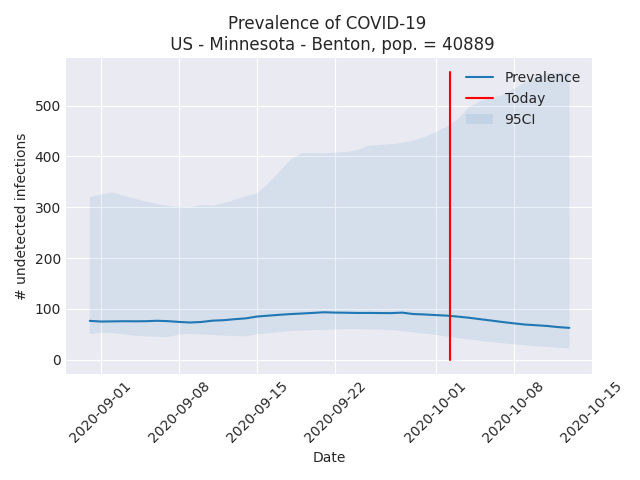 Prevalence of COVID-19
US - Minnesota - Benton, pop. = 40889
Prevalence
Today
95CI
500
400
300
200
100
0
# undetected infections
2020-09-01
2020-09-08
2020-09-15
2020-09-22
2020-10-01
2020-10-08
2020-10-15
Date